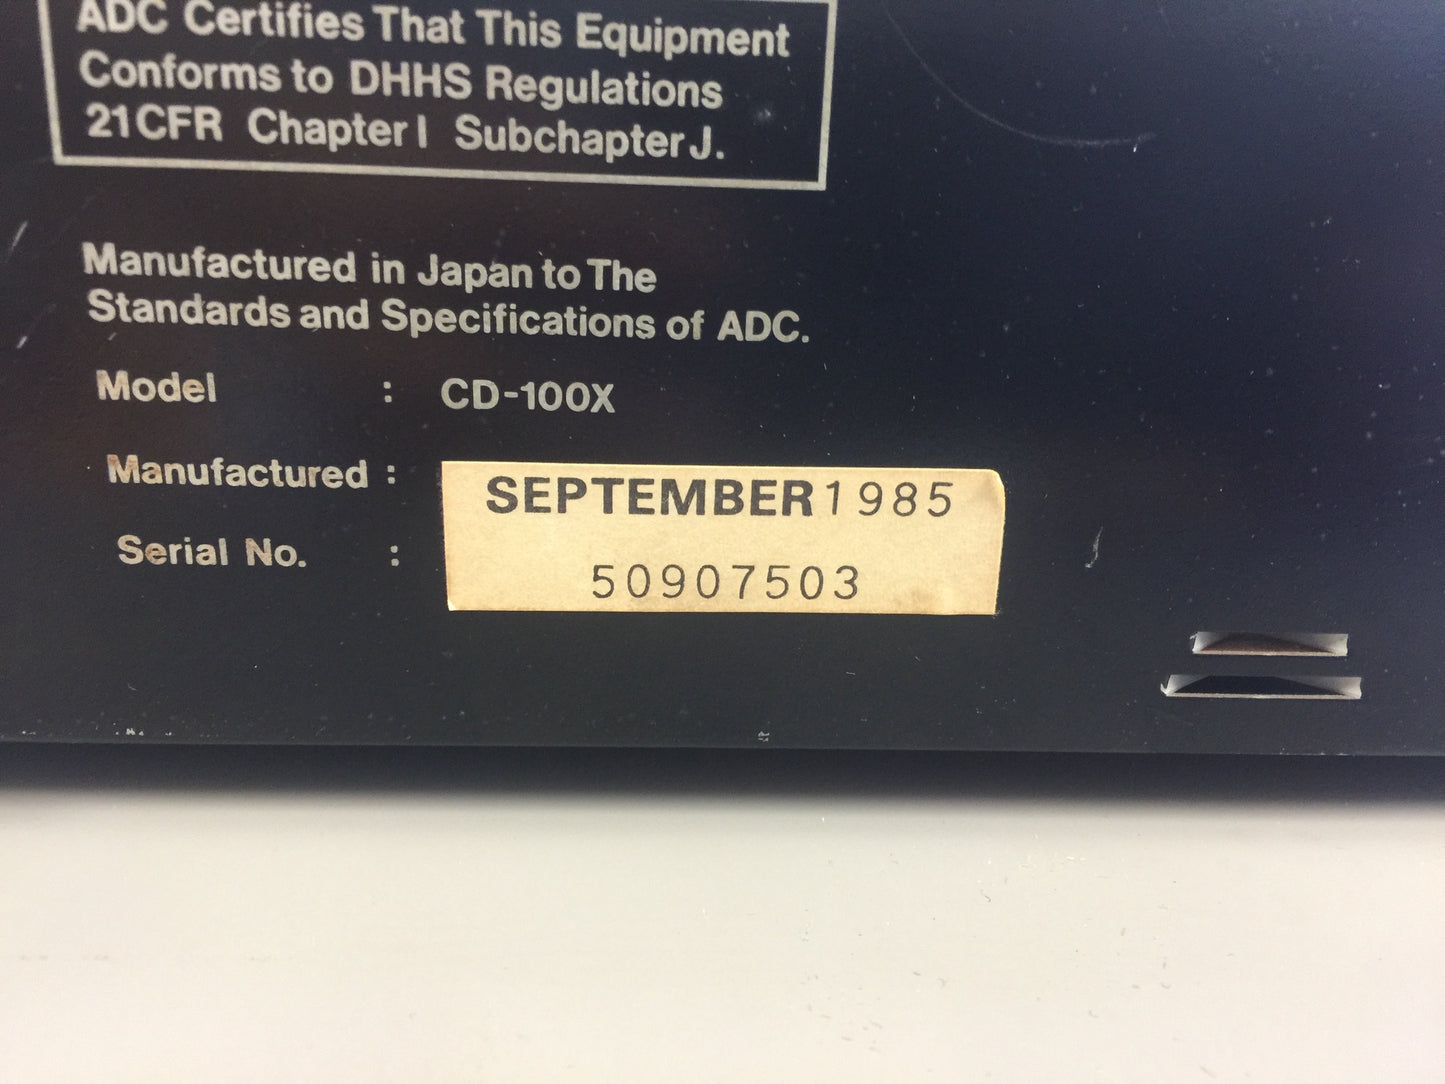 ADC Certifies That This Equipment
Conforms to DHHS Regulations
21CFR Chapter I Subchapter J.
Manufactured in Japan to The
Standards and Specifications of ADC.
Model : CD-100X
Manufactured : SEPTEMBER 1985
Serial No. : 50907503